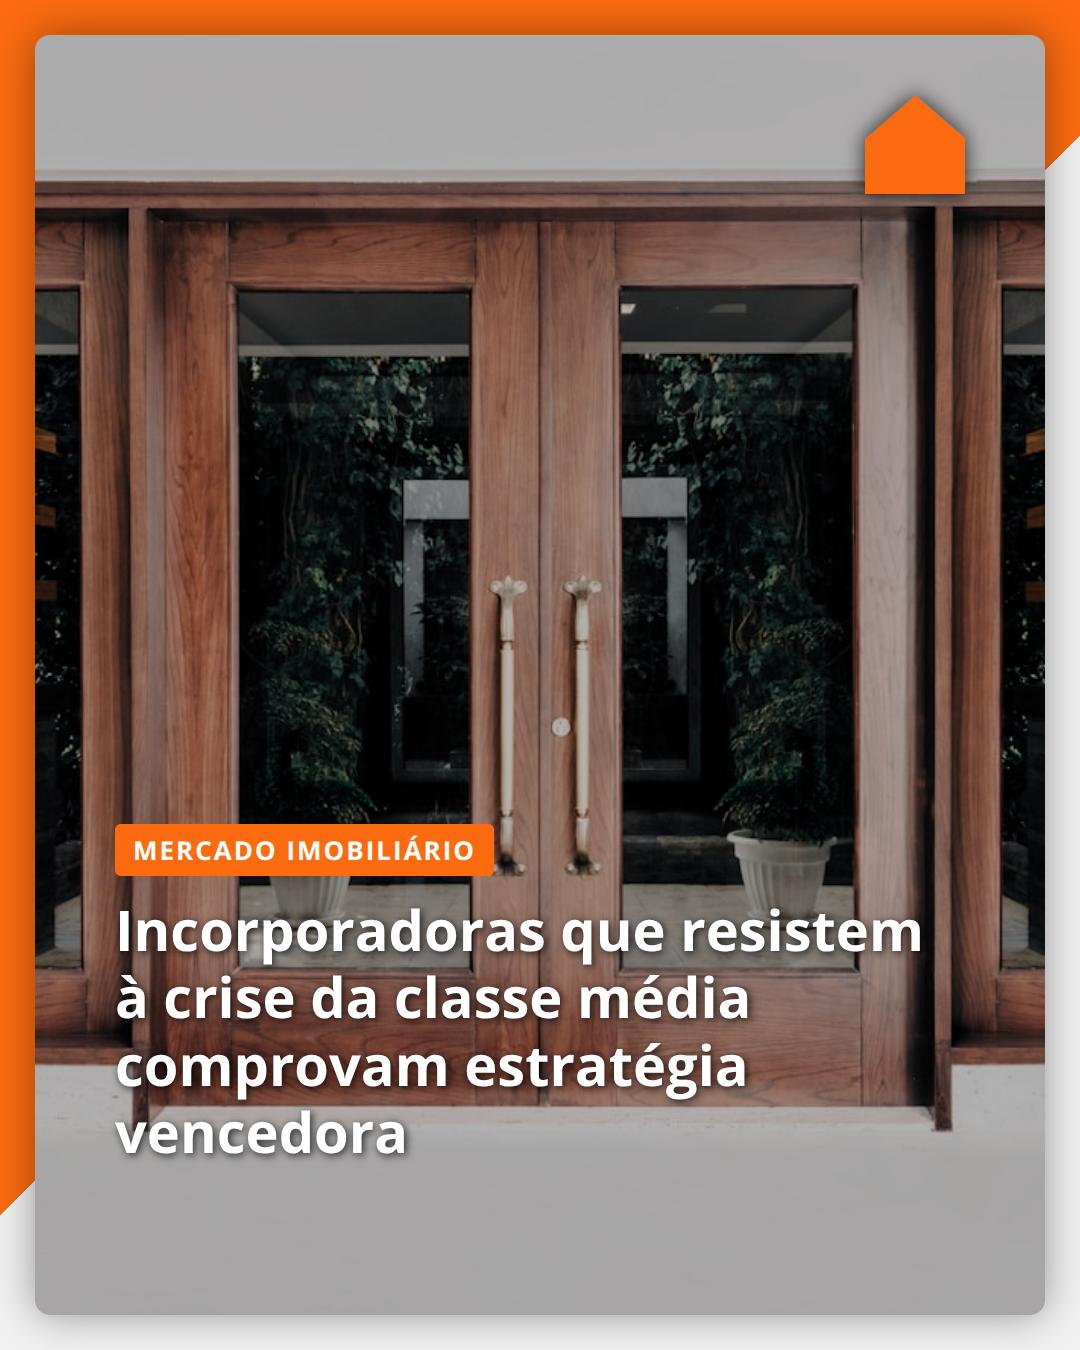 MERCADO IMOBILIÁRIO
Incorporadoras que resistem
à crise da classe média
comprovam estratégia
vencedora